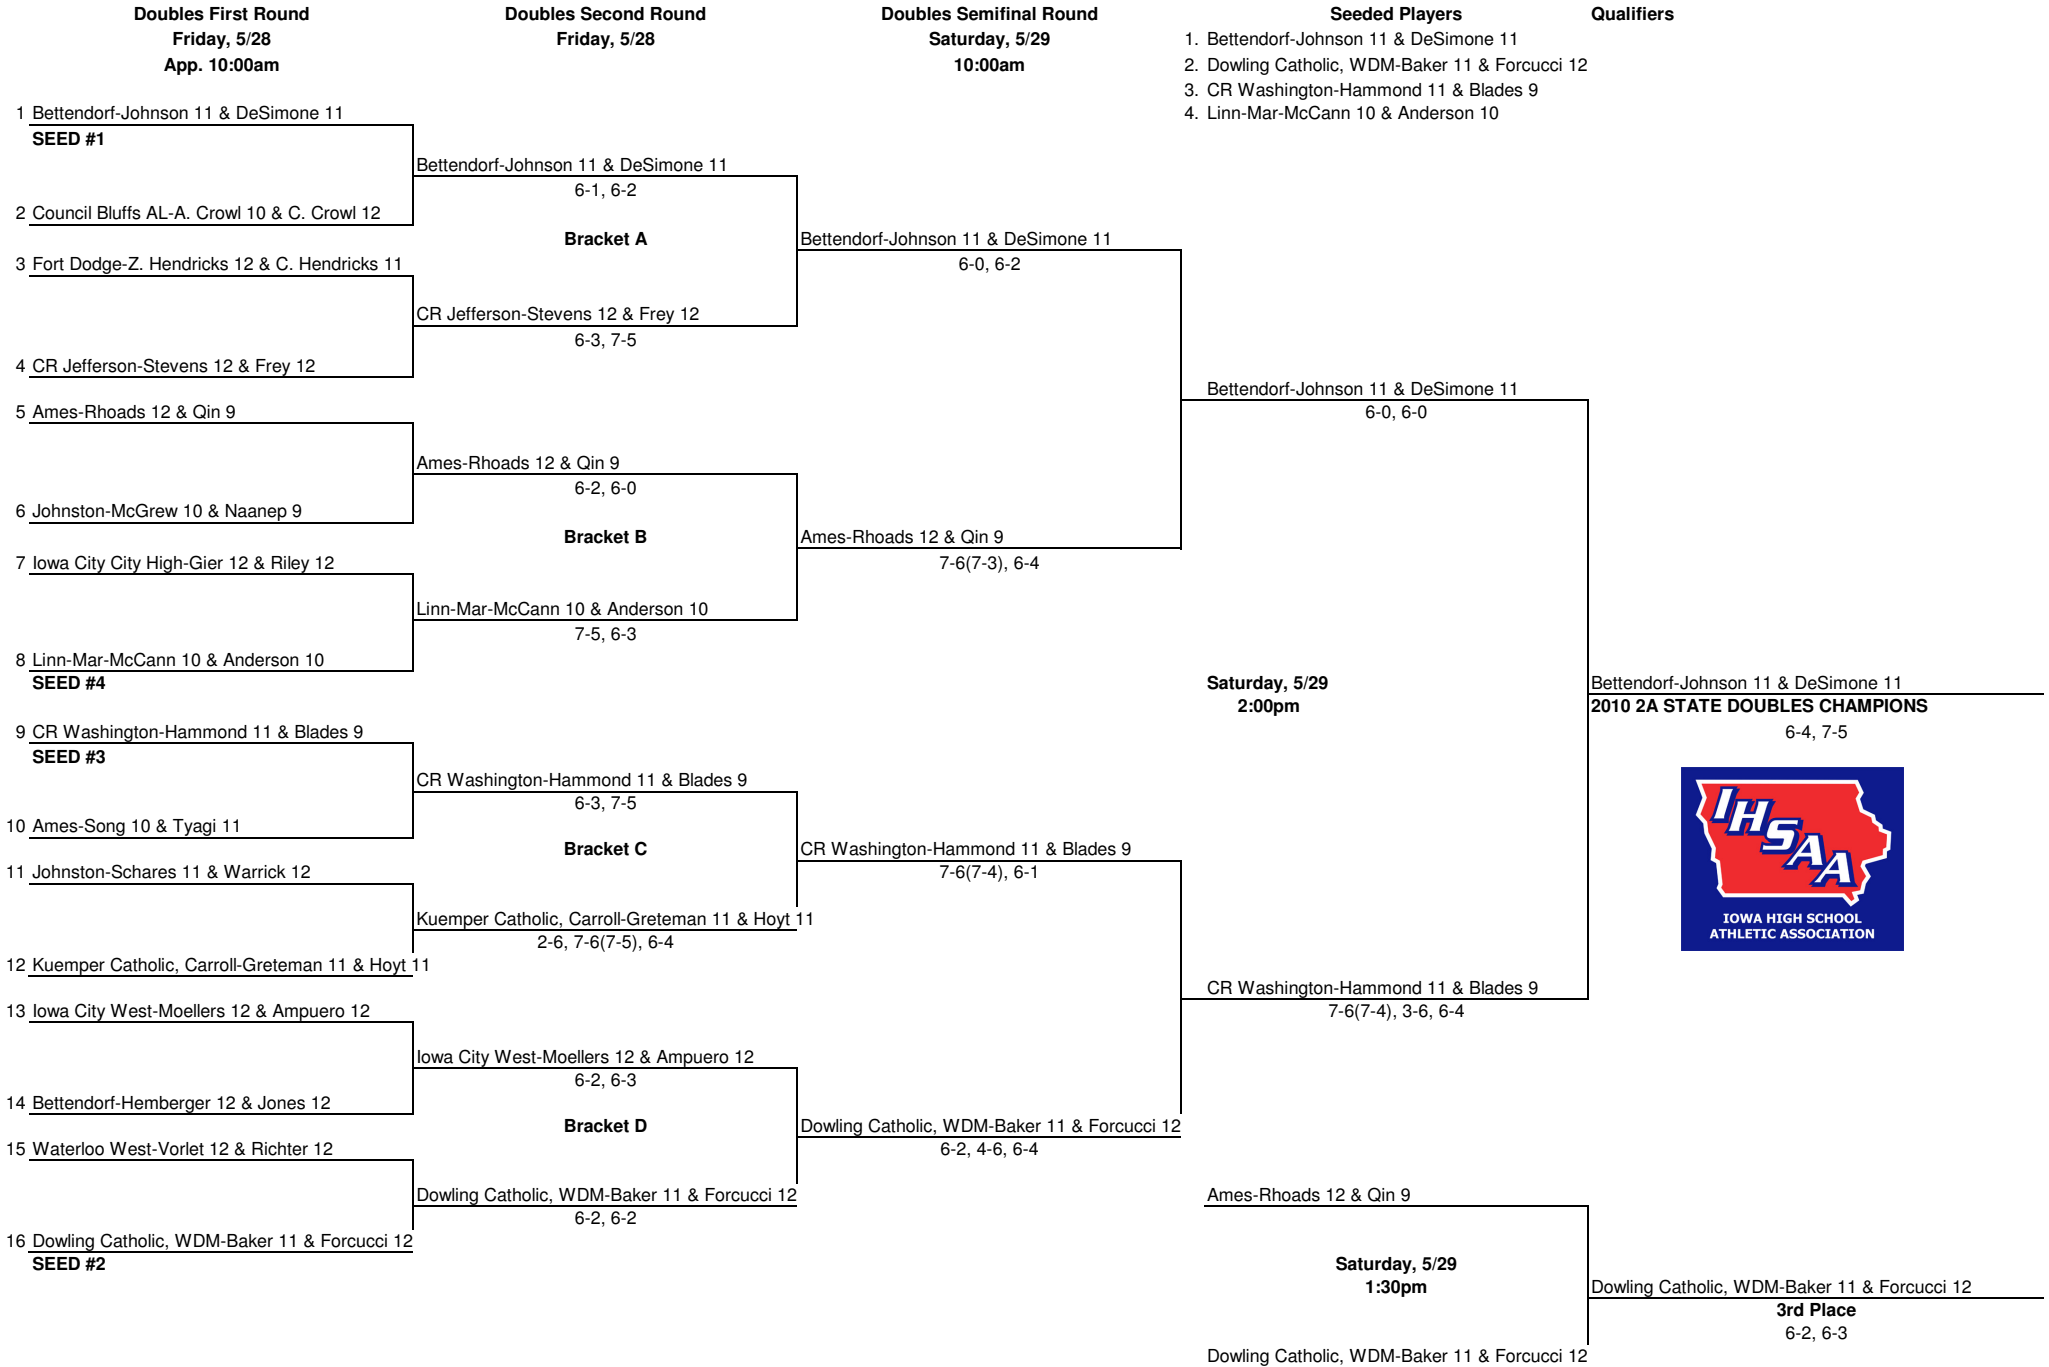 Doubles First Round
Friday, 5/28
App. 10:00am
Doubles Second Round
Friday, 5/28
Doubles Semifinal Round
Saturday, 5/29
10:00am
Seeded Players
1. Bettendorf-Johnson 11 & DeSimone 11
2. Dowling Catholic, WDM-Baker 11 & Forcucci 12
3. CR Washington-Hammond 11 & Blades 9
4. Linn-Mar-McCann 10 & Anderson 10
Qualifiers
1 Bettendorf-Johnson 11 & DeSimone 11
SEED #1
2 Council Bluffs AL-A. Crowl 10 & C. Crowl 12
3 Fort Dodge-Z. Hendricks 12 & C. Hendricks 11
4 CR Jefferson-Stevens 12 & Frey 12
5 Ames-Rhoads 12 & Qin 9
6 Johnston-McGrew 10 & Naanep 9
7 Iowa City City High-Gier 12 & Riley 12
8 Linn-Mar-McCann 10 & Anderson 10
SEED #4
9 CR Washington-Hammond 11 & Blades 9
SEED #3
10 Ames-Song 10 & Tyagi 11
11 Johnston-Schares 11 & Warrick 12
12 Kuemper Catholic, Carroll-Greteman 11 & Hoyt 11
13 Iowa City West-Moellers 12 & Ampuero 12
14 Bettendorf-Hemberger 12 & Jones 12
15 Waterloo West-Vorlet 12 & Richter 12
16 Dowling Catholic, WDM-Baker 11 & Forcucci 12
SEED #2
Bettendorf-Johnson 11 & DeSimone 11
6-1, 6-2
Bracket A
CR Jefferson-Stevens 12 & Frey 12
6-3, 7-5
Ames-Rhoads 12 & Qin 9
6-2, 6-0
Bracket B
Linn-Mar-McCann 10 & Anderson 10
7-5, 6-3
CR Washington-Hammond 11 & Blades 9
6-3, 7-5
Bracket C
Kuemper Catholic, Carroll-Greteman 11 & Hoyt 11
2-6, 7-6(7-5), 6-4
Iowa City West-Moellers 12 & Ampuero 12
6-2, 6-3
Bracket D
Dowling Catholic, WDM-Baker 11 & Forcucci 12
6-2, 6-2
Bettendorf-Johnson 11 & DeSimone 11
6-0, 6-2
Ames-Rhoads 12 & Qin 9
7-6(7-3), 6-4
CR Washington-Hammond 11 & Blades 9
7-6(7-4), 6-1
Dowling Catholic, WDM-Baker 11 & Forcucci 12
6-2, 4-6, 6-4
Bettendorf-Johnson 11 & DeSimone 11
6-0, 6-0
Saturday, 5/29
2:00pm
CR Washington-Hammond 11 & Blades 9
7-6(7-4), 3-6, 6-4
Bettendorf-Johnson 11 & DeSimone 11
2010 2A STATE DOUBLES CHAMPIONS
6-4, 7-5
IHSAA
IOWA HIGH SCHOOL
ATHLETIC ASSOCIATION
Ames-Rhoads 12 & Qin 9
Saturday, 5/29
1:30pm
Dowling Catholic, WDM-Baker 11 & Forcucci 12
Dowling Catholic, WDM-Baker 11 & Forcucci 12
3rd Place
6-2, 6-3